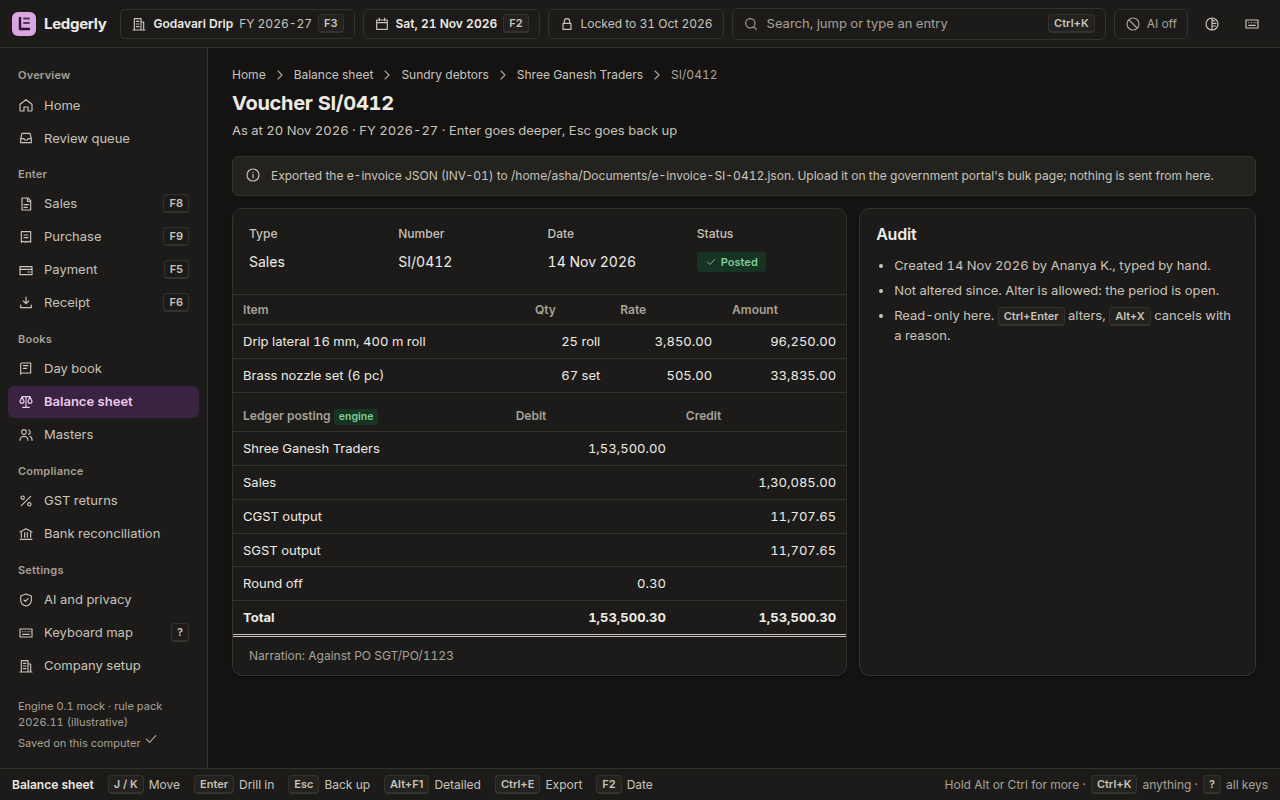 Ledgerly
Godavari Drip FY 2026-27 F3
Sat, 21 Nov 2026 F2
Locked to 31 Oct 2026
Search, jump or type an entry Ctrl+K
AI off
Overview
Home
Review queue
Enter
Sales F8
Purchase F9
Payment F5
Receipt F6
Books
Day book
Balance sheet
Masters
Compliance
GST returns
Bank reconciliation
Settings
AI and privacy
Keyboard map ?
Company setup
Engine 0.1 mock · rule pack
2026.11 (illustrative)
Saved on this computer
Home > Balance sheet > Sundry debtors > Shree Ganesh Traders > SI/0412
Voucher SI/0412
As at 20 Nov 2026 · FY 2026-27 · Enter goes deeper, Esc goes back up
Exported the e-invoice JSON (INV-01) to /home/asha/Documents/e-invoice-SI-0412.json. Upload it on the government portal's bulk page; nothing is sent from here.
Type Number Date Status
Sales SI/0412 14 Nov 2026 Posted
Item Qty Rate Amount
Drip lateral 16 mm, 400 m roll 25 roll 3,850.00 96,250.00
Brass nozzle set (6 pc) 67 set 505.00 33,835.00
Ledger posting engine Debit Credit
Shree Ganesh Traders 1,53,500.00
Sales 1,30,085.00
CGST output 11,707.65
SGST output 11,707.65
Round off 0.30
Total 1,53,500.30 1,53,500.30
Narration: Against PO SGT/PO/1123
Audit
• Created 14 Nov 2026 by Ananya K., typed by hand.
• Not altered since. Alter is allowed: the period is open.
• Read-only here. Ctrl+Enter alters, Alt+X cancels with
a reason.
Balance sheet J / K Move Enter Drill in Esc Back up Alt+F1 Detailed Ctrl+E Export F2 Date
Hold Alt or Ctrl for more · Ctrl+K anything · ? all keys